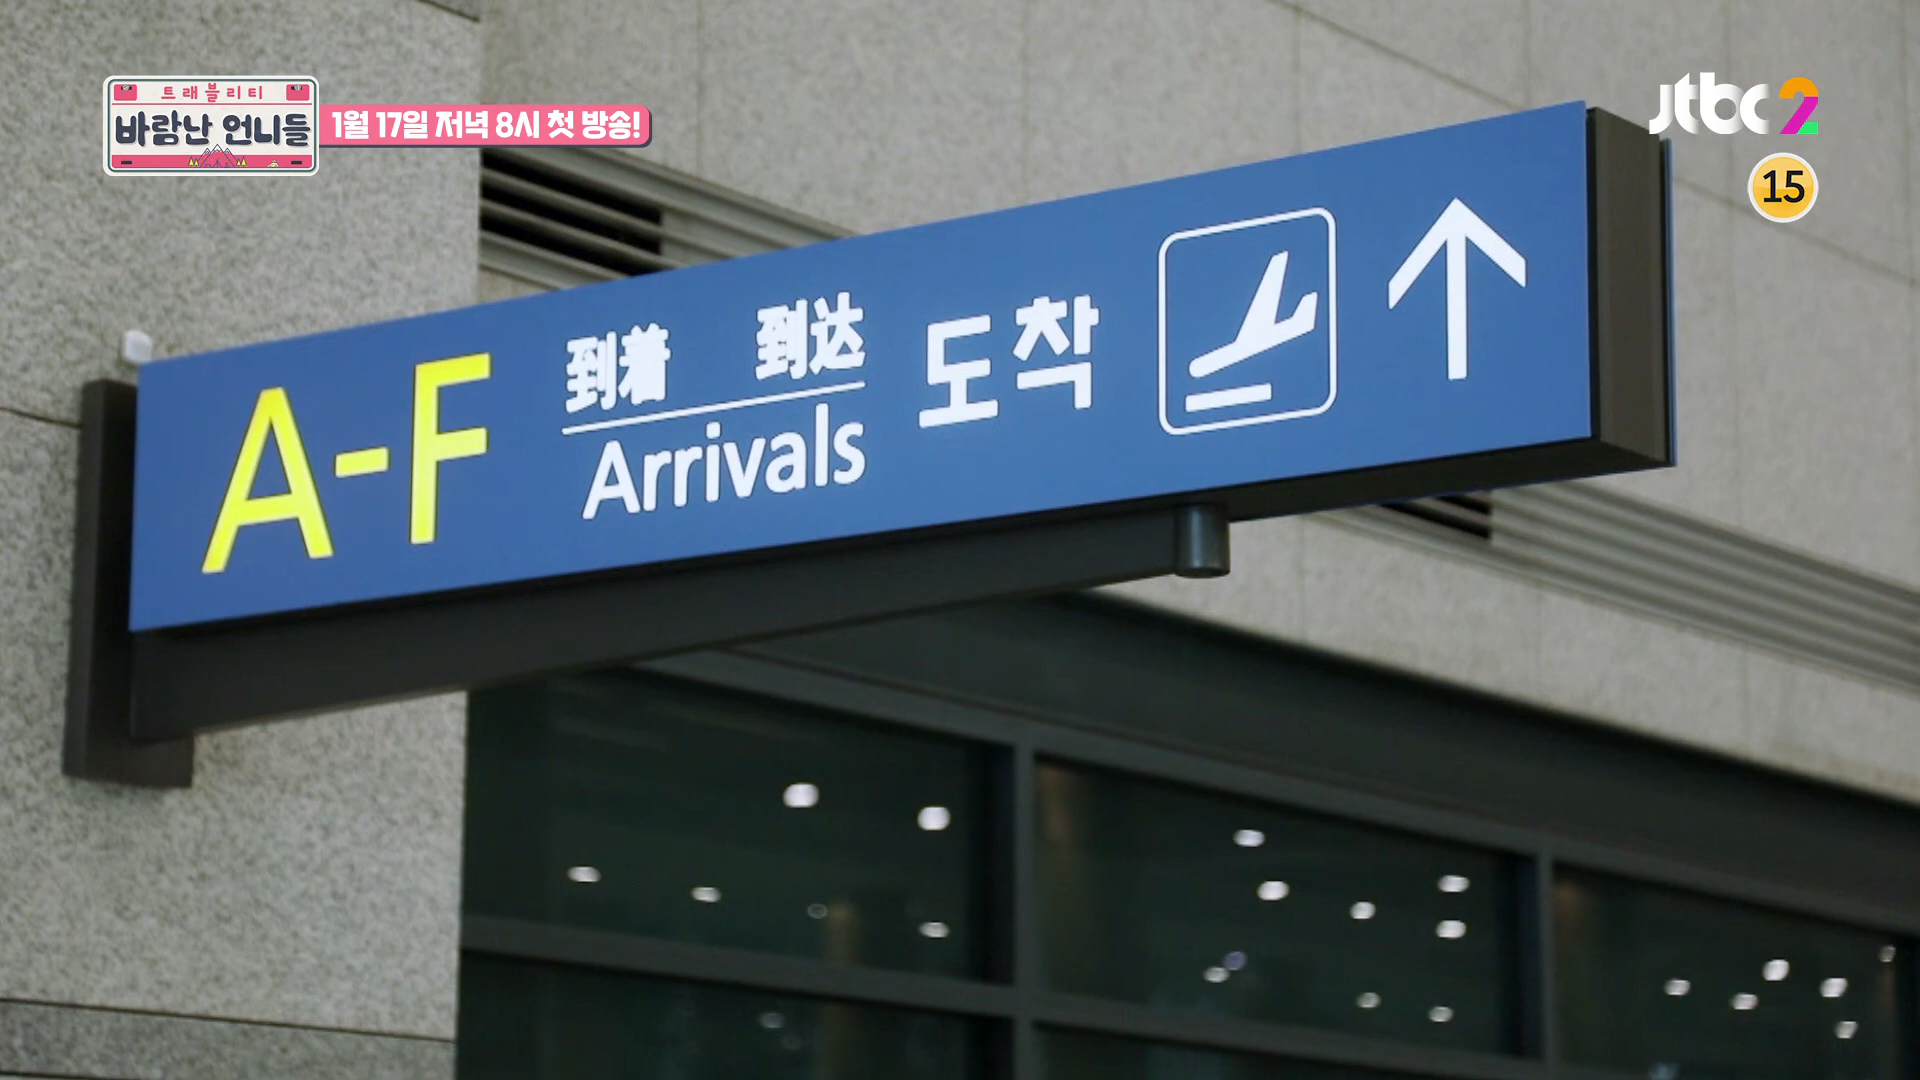 트래블리티
바람난 언니들
1월 17일 저녁 8시 첫 방송!
jtbc2
15
A-F
到着 到达
Arrivals
도착